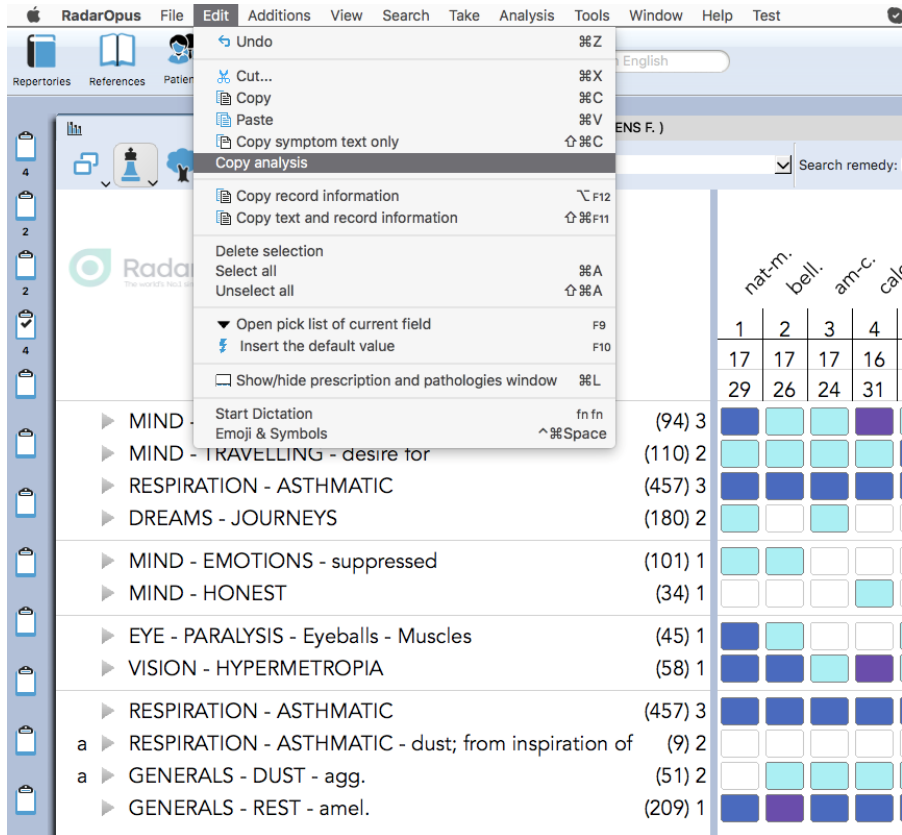 RadarOpus File Edit Additions View Search Take Analysis Tools Window Help Test
Repertories References
Undo ⌘Z
English
Cut... ⌘X
Copy ⌘C
Paste ⌘V
ENS F. )
Copy symptom text only ⇧⌘C
Copy analysis
Search remedy:
4
Copy record information ⌥ F12
Copy text and record information ⇧⌘F11
2
Delete selection
Select all ⌘A
Unselect all ⇧⌘A
2
nat-m. bell. am-c.
Open pick list of current field F9
Insert the default value F10
4
1 2 3 4
17 17 17 16
29 26 24 31
Show/hide prescription and pathologies window ⌘L
Start Dictation fn fn
Emoji & Symbols ^⌘Space
MIND - (94) 3
MIND - TRAVELLING - desire for (110) 2
RESPIRATION - ASTHMATIC (457) 3
DREAMS - JOURNEYS (180) 2
MIND - EMOTIONS - suppressed (101) 1
MIND - HONEST (34) 1
EYE - PARALYSIS - Eyeballs - Muscles (45) 1
VISION - HYPERMETROPIA (58) 1
RESPIRATION - ASTHMATIC (457) 3
a RESPIRATION - ASTHMATIC - dust; from inspiration of (9) 2
a GENERALS - DUST - agg. (51) 2
GENERALS - REST - amel. (209) 1